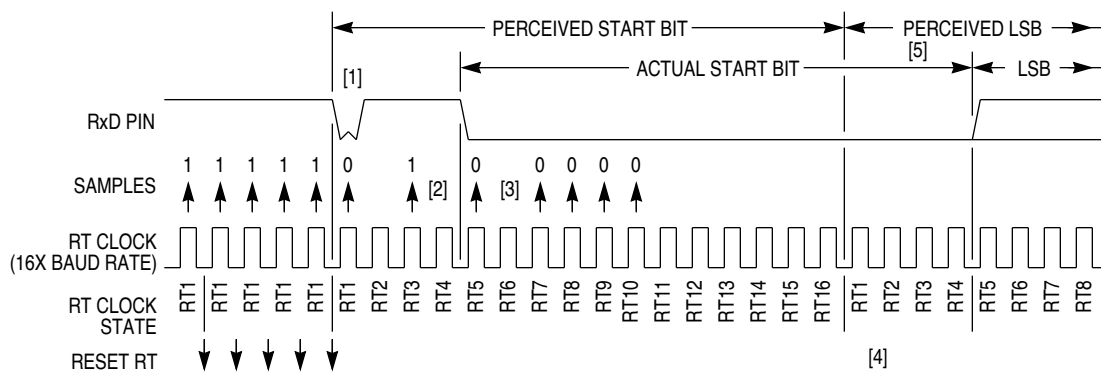 PERCEIVED START BIT PERCEIVED LSB
[1] ACTUAL START BIT [5] LSB
RxD PIN
1 1 1 1 1 0 1 0 0 0 0 0
SAMPLES [2] [3]
RT CLOCK
(16X BAUD RATE)
RT CLOCK STATE RT1 RT1 RT1 RT1 RT1 RT1 RT2 RT3 RT4 RT5 RT6 RT7 RT8 RT9 RT10 RT11 RT12 RT13 RT14 RT15 RT16 RT1 RT2 RT3 RT4 RT5 RT6 RT7 RT8
RESET RT [4]